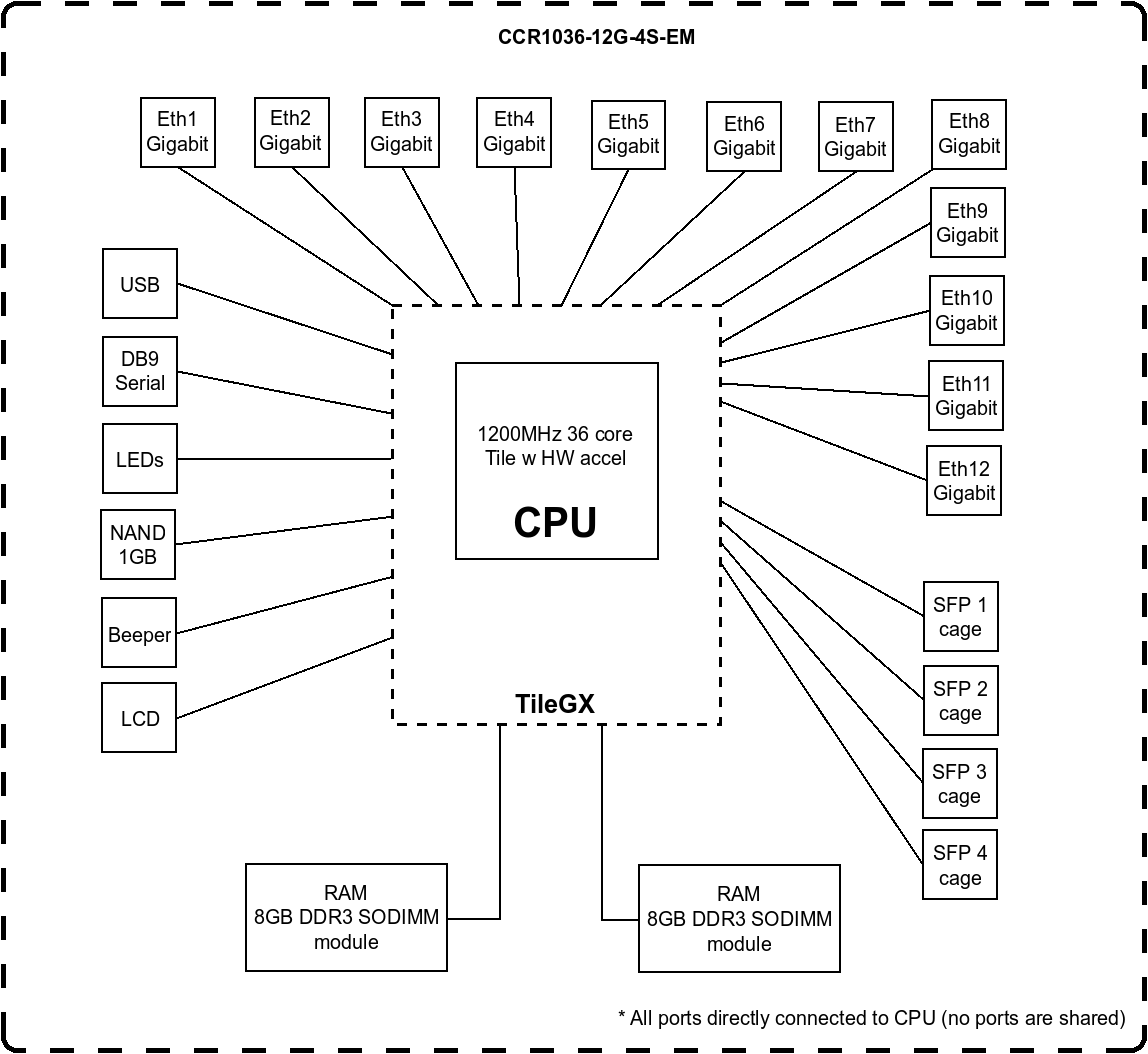 CCR1036-12G-4S-EM
Eth1
Gigabit
Eth2
Gigabit
Eth3
Gigabit
Eth4
Gigabit
Eth5
Gigabit
Eth6
Gigabit
Eth7
Gigabit
Eth8
Gigabit
Eth9
Gigabit
Eth10
Gigabit
Eth11
Gigabit
Eth12
Gigabit
USB
DB9
Serial
LEDs
NAND
1GB
Beeper
LCD
1200MHz 36 core
Tile w HW accel
CPU
TileGX
SFP 1
cage
SFP 2
cage
SFP 3
cage
SFP 4
cage
RAM
8GB DDR3 SODIMM
module
RAM
8GB DDR3 SODIMM
module
* All ports directly connected to CPU (no ports are shared)